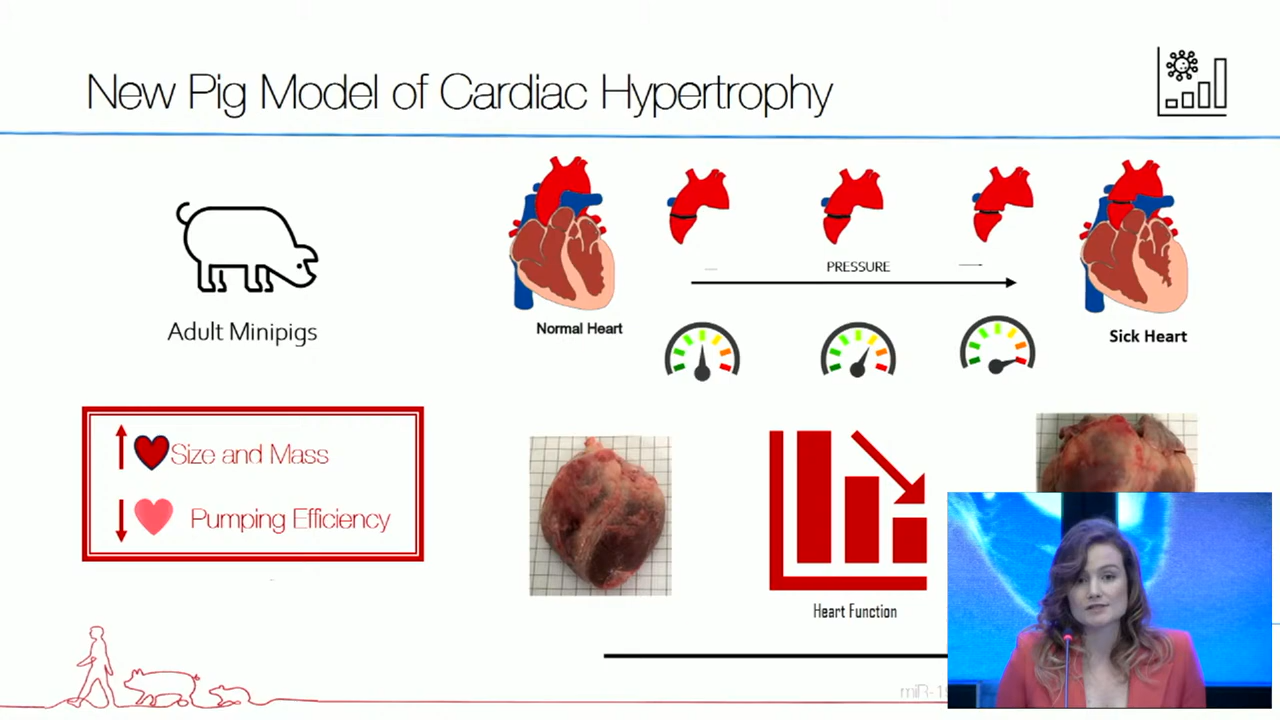 New Pig Model of Cardiac Hypertrophy
Adult Minipigs
Normal Heart
PRESSURE
Sick Heart
Size and Mass
Pumping Efficiency
Heart Function